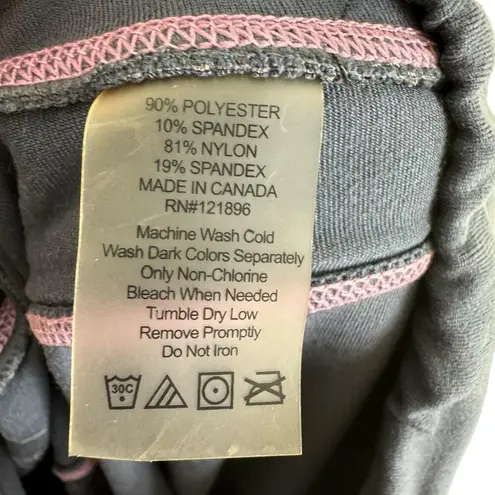 90% POLYESTER
10% SPANDEX
81% NYLON
19% SPANDEX
MADE IN CANADA
RN#121896
Machine Wash Cold
Wash Dark Colors Separately
Only Non-Chlorine
Bleach When Needed
Tumble Dry Low
Remove Promptly
Do Not Iron
30C